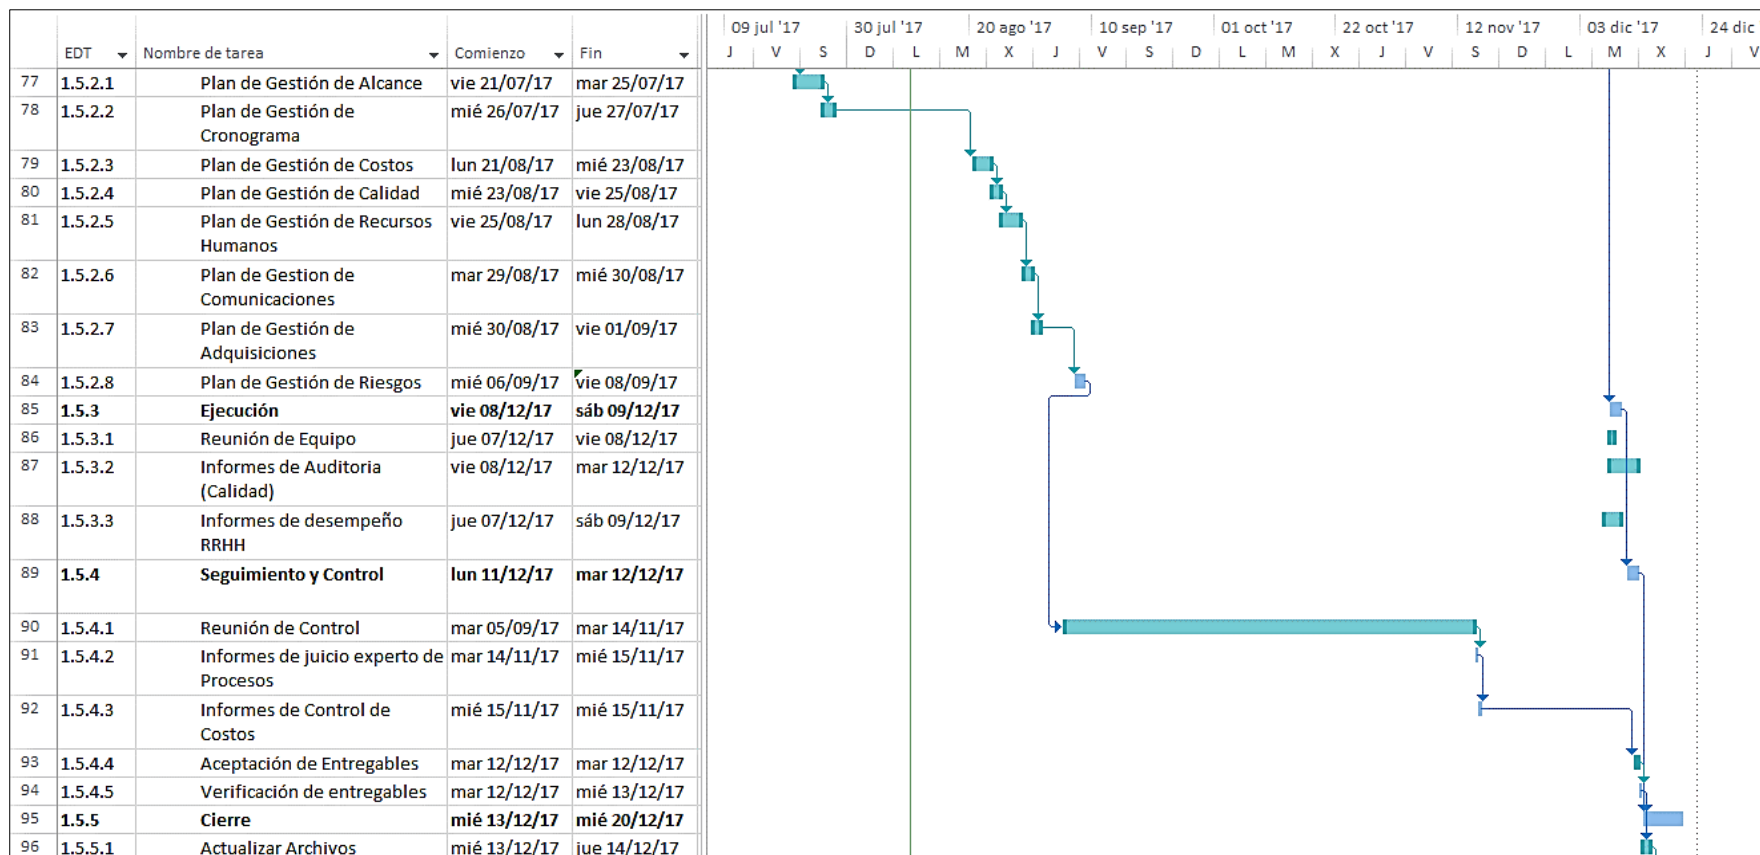 09 jul '17 30 jul '17 20 ago '17 10 sep '17 01 oct '17 22 oct '17 12 nov '17 03 dic '17 24 dic
EDT Nombre de tarea Comienzo Fin J V S D L M X J V S D L M X J V S D L M X J V
77 1.5.2.1 Plan de Gestión de Alcance vie 21/07/17 mar 25/07/17
78 1.5.2.2 Plan de Gestión de mié 26/07/17 jue 27/07/17
Cronograma
79 1.5.2.3 Plan de Gestión de Costos lun 21/08/17 mié 23/08/17
80 1.5.2.4 Plan de Gestión de Calidad mié 23/08/17 vie 25/08/17
81 1.5.2.5 Plan de Gestión de Recursos vie 25/08/17 lun 28/08/17
Humanos
82 1.5.2.6 Plan de Gestion de mar 29/08/17 mié 30/08/17
Comunicaciones
83 1.5.2.7 Plan de Gestión de mié 30/08/17 vie 01/09/17
Adquisiciones
84 1.5.2.8 Plan de Gestión de Riesgos mié 06/09/17 vie 08/09/17
85 1.5.3 Ejecución vie 08/12/17 sáb 09/12/17
86 1.5.3.1 Reunión de Equipo jue 07/12/17 vie 08/12/17
87 1.5.3.2 Informes de Auditoria vie 08/12/17 mar 12/12/17
(Calidad)
88 1.5.3.3 Informes de desempeño jue 07/12/17 sáb 09/12/17
RRHH
89 1.5.4 Seguimiento y Control lun 11/12/17 mar 12/12/17
90 1.5.4.1 Reunión de Control mar 05/09/17 mar 14/11/17
91 1.5.4.2 Informes de juicio experto de mar 14/11/17 mié 15/11/17
Procesos
92 1.5.4.3 Informes de Control de mié 15/11/17 mié 15/11/17
Costos
93 1.5.4.4 Aceptación de Entregables mar 12/12/17 mar 12/12/17
94 1.5.4.5 Verificación de entregables mar 12/12/17 mié 13/12/17
95 1.5.5 Cierre mié 13/12/17 mié 20/12/17
96 1.5.5.1 Actualizar Archivos mié 13/12/17 jue 14/12/17